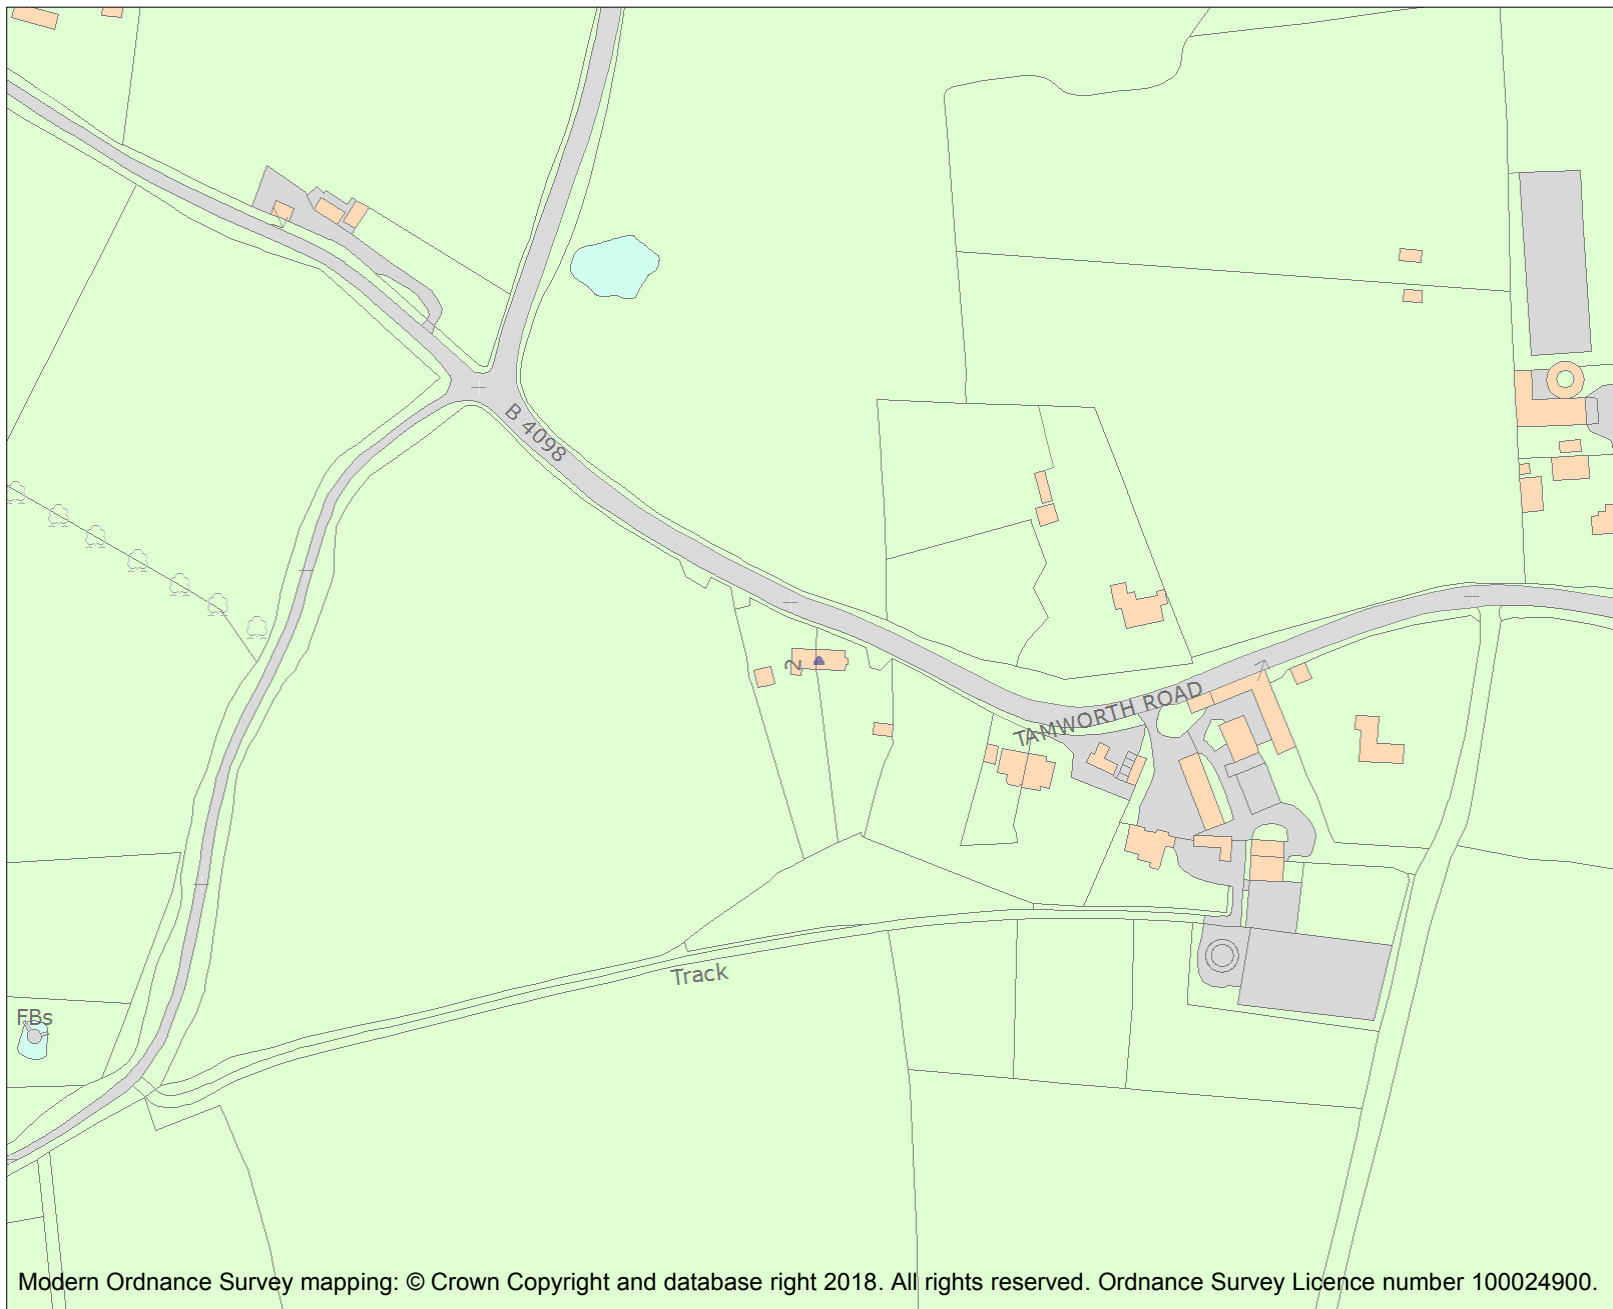 B 4098
2
TAMWORTH ROAD
Track
FBs
Modern Ordnance Survey mapping: © Crown Copyright and database right 2018. All rights reserved. Ordnance Survey Licence number 100024900.